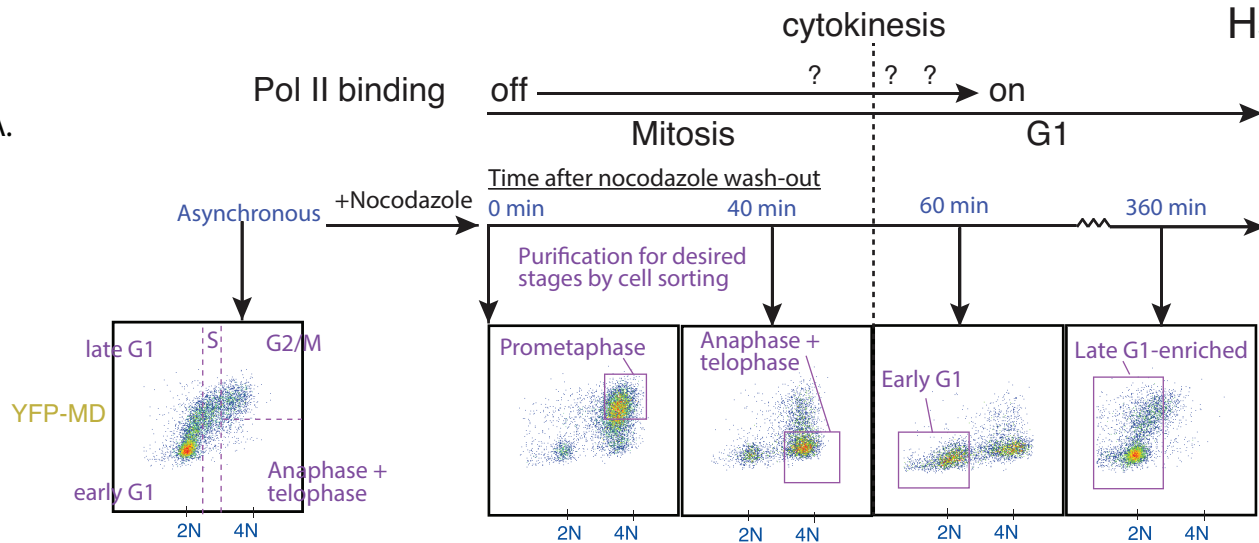 cytokinesis
H
Pol II binding off ? ? ? on
A.
Mitosis G1
Time after nocodazole wash-out
Asynchronous +Nocodazole 0 min 40 min 60 min 360 min
Purification for desired
stages by cell sorting
late G1 S G2/M
YFP-MD
early G1
Anaphase +
telophase
2N 4N
Prometaphase
2N 4N
Anaphase +
telophase
2N 4N
Early G1
2N 4N
Late G1-enriched
2N 4N